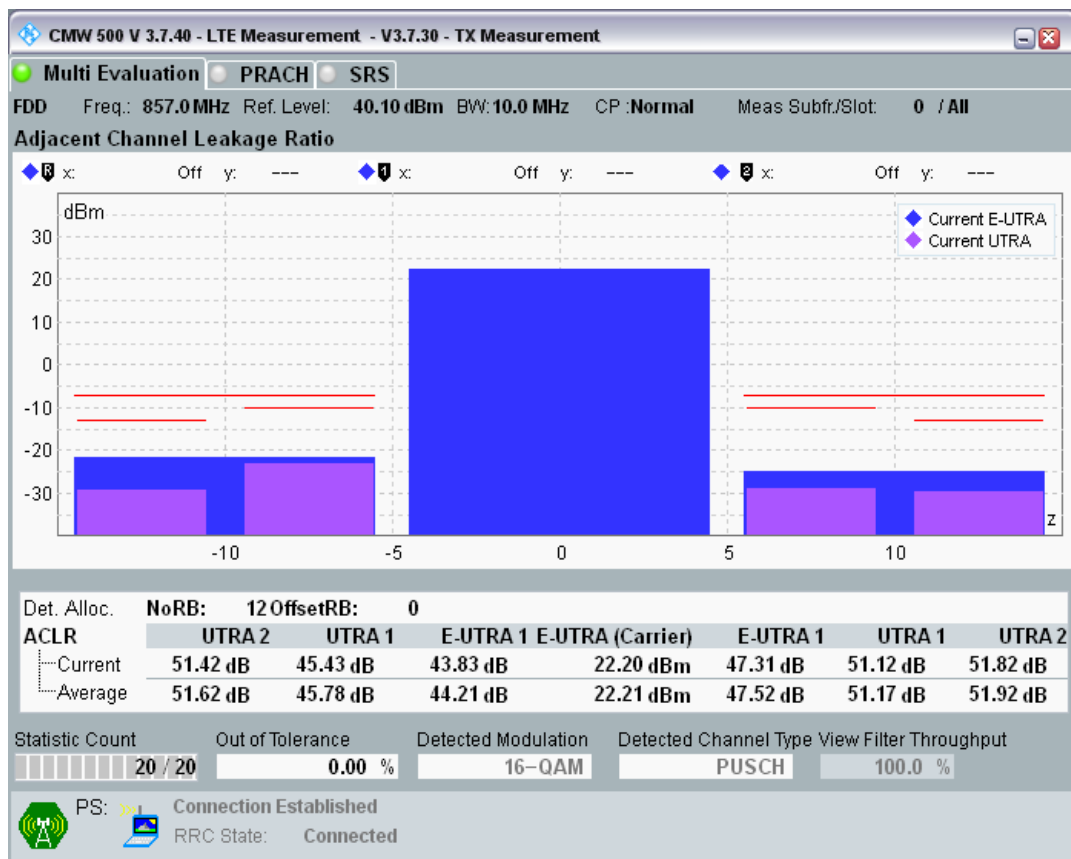 CMW 500 V 3.7.40 - LTE Measurement - V3.7.30 - TX Measurement
Multi Evaluation PRACH SRS
FDD Freq.: 857.0 MHz Ref. Level: 40.10 dBm BW: 10.0 MHz CP :Normal Meas Subfr./Slot: 0 / All
Adjacent Channel Leakage Ratio
R x: Off y: --- 1 x: Off y: --- 2 x: Off y: ---
dBm
Current E-UTRA
Current UTRA
30
20
10
0
-10
-20
-30
z
-10 -5 0 5 10
Det. Alloc. NoRB: 12 OffsetRB: 0
ACLR UTRA 2 UTRA 1 E-UTRA 1 E-UTRA (Carrier) E-UTRA 1 UTRA 1 UTRA 2
Current 51.42 dB 45.43 dB 43.83 dB 22.20 dBm 47.31 dB 51.12 dB 51.82 dB
Average 51.62 dB 45.78 dB 44.21 dB 22.21 dBm 47.52 dB 51.17 dB 51.92 dB
Statistic Count Out of Tolerance Detected Modulation Detected Channel Type View Filter Throughput
20 / 20 0.00 % 16-QAM PUSCH 100.0 %
PS: Connection Established
RRC State: Connected